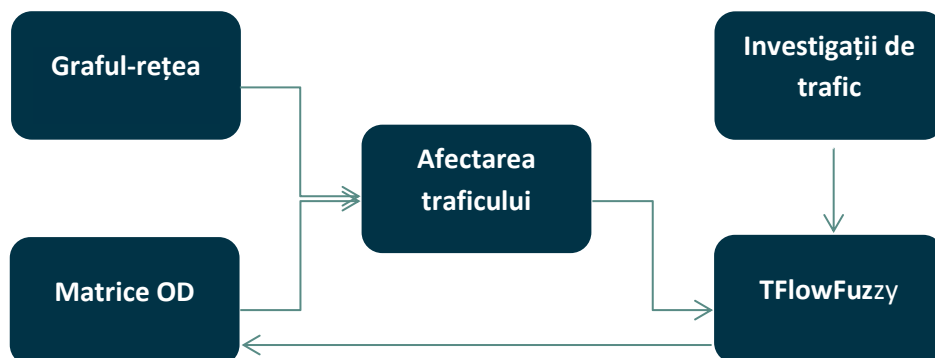 Graful-rețea
Investigații de
trafic
Afectarea
traficului
Matrice OD
TFlowFuzzy